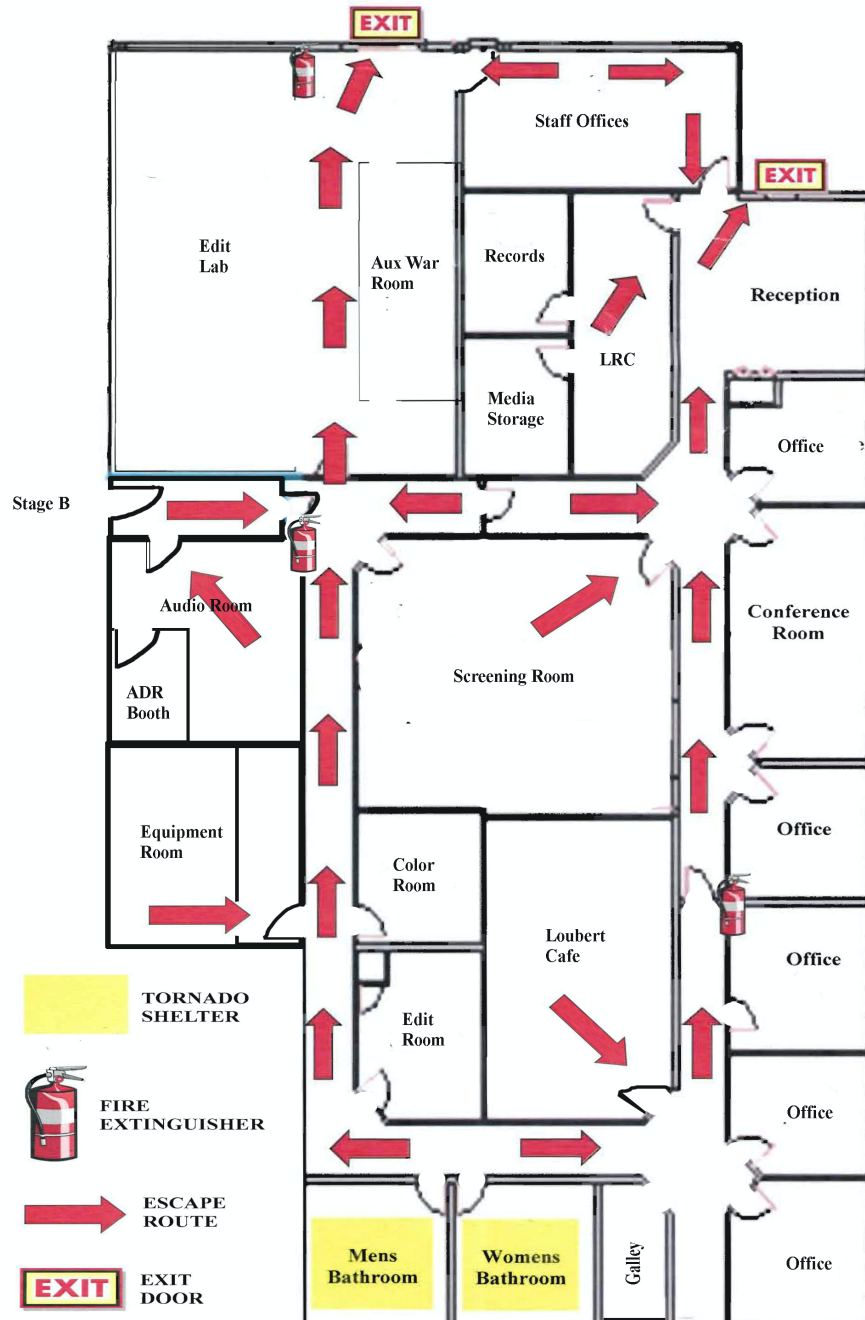 EXIT
Staff Offices
EXIT
Edit
Lab
Aux War
Room
Records
Reception
LRC
Media
Storage
Office
Stage B
Audio Room
Conference
Room
Screening Room
ADR
Booth
Equipment
Room
Office
Color
Room
Loubert
Cafe
Office
TORNADO
SHELTER
Edit
Room
FIRE
EXTINGUISHER
Office
ESCAPE
ROUTE
Mens
Bathroom
Womens
Bathroom
Galley
Office
EXIT
EXIT
DOOR